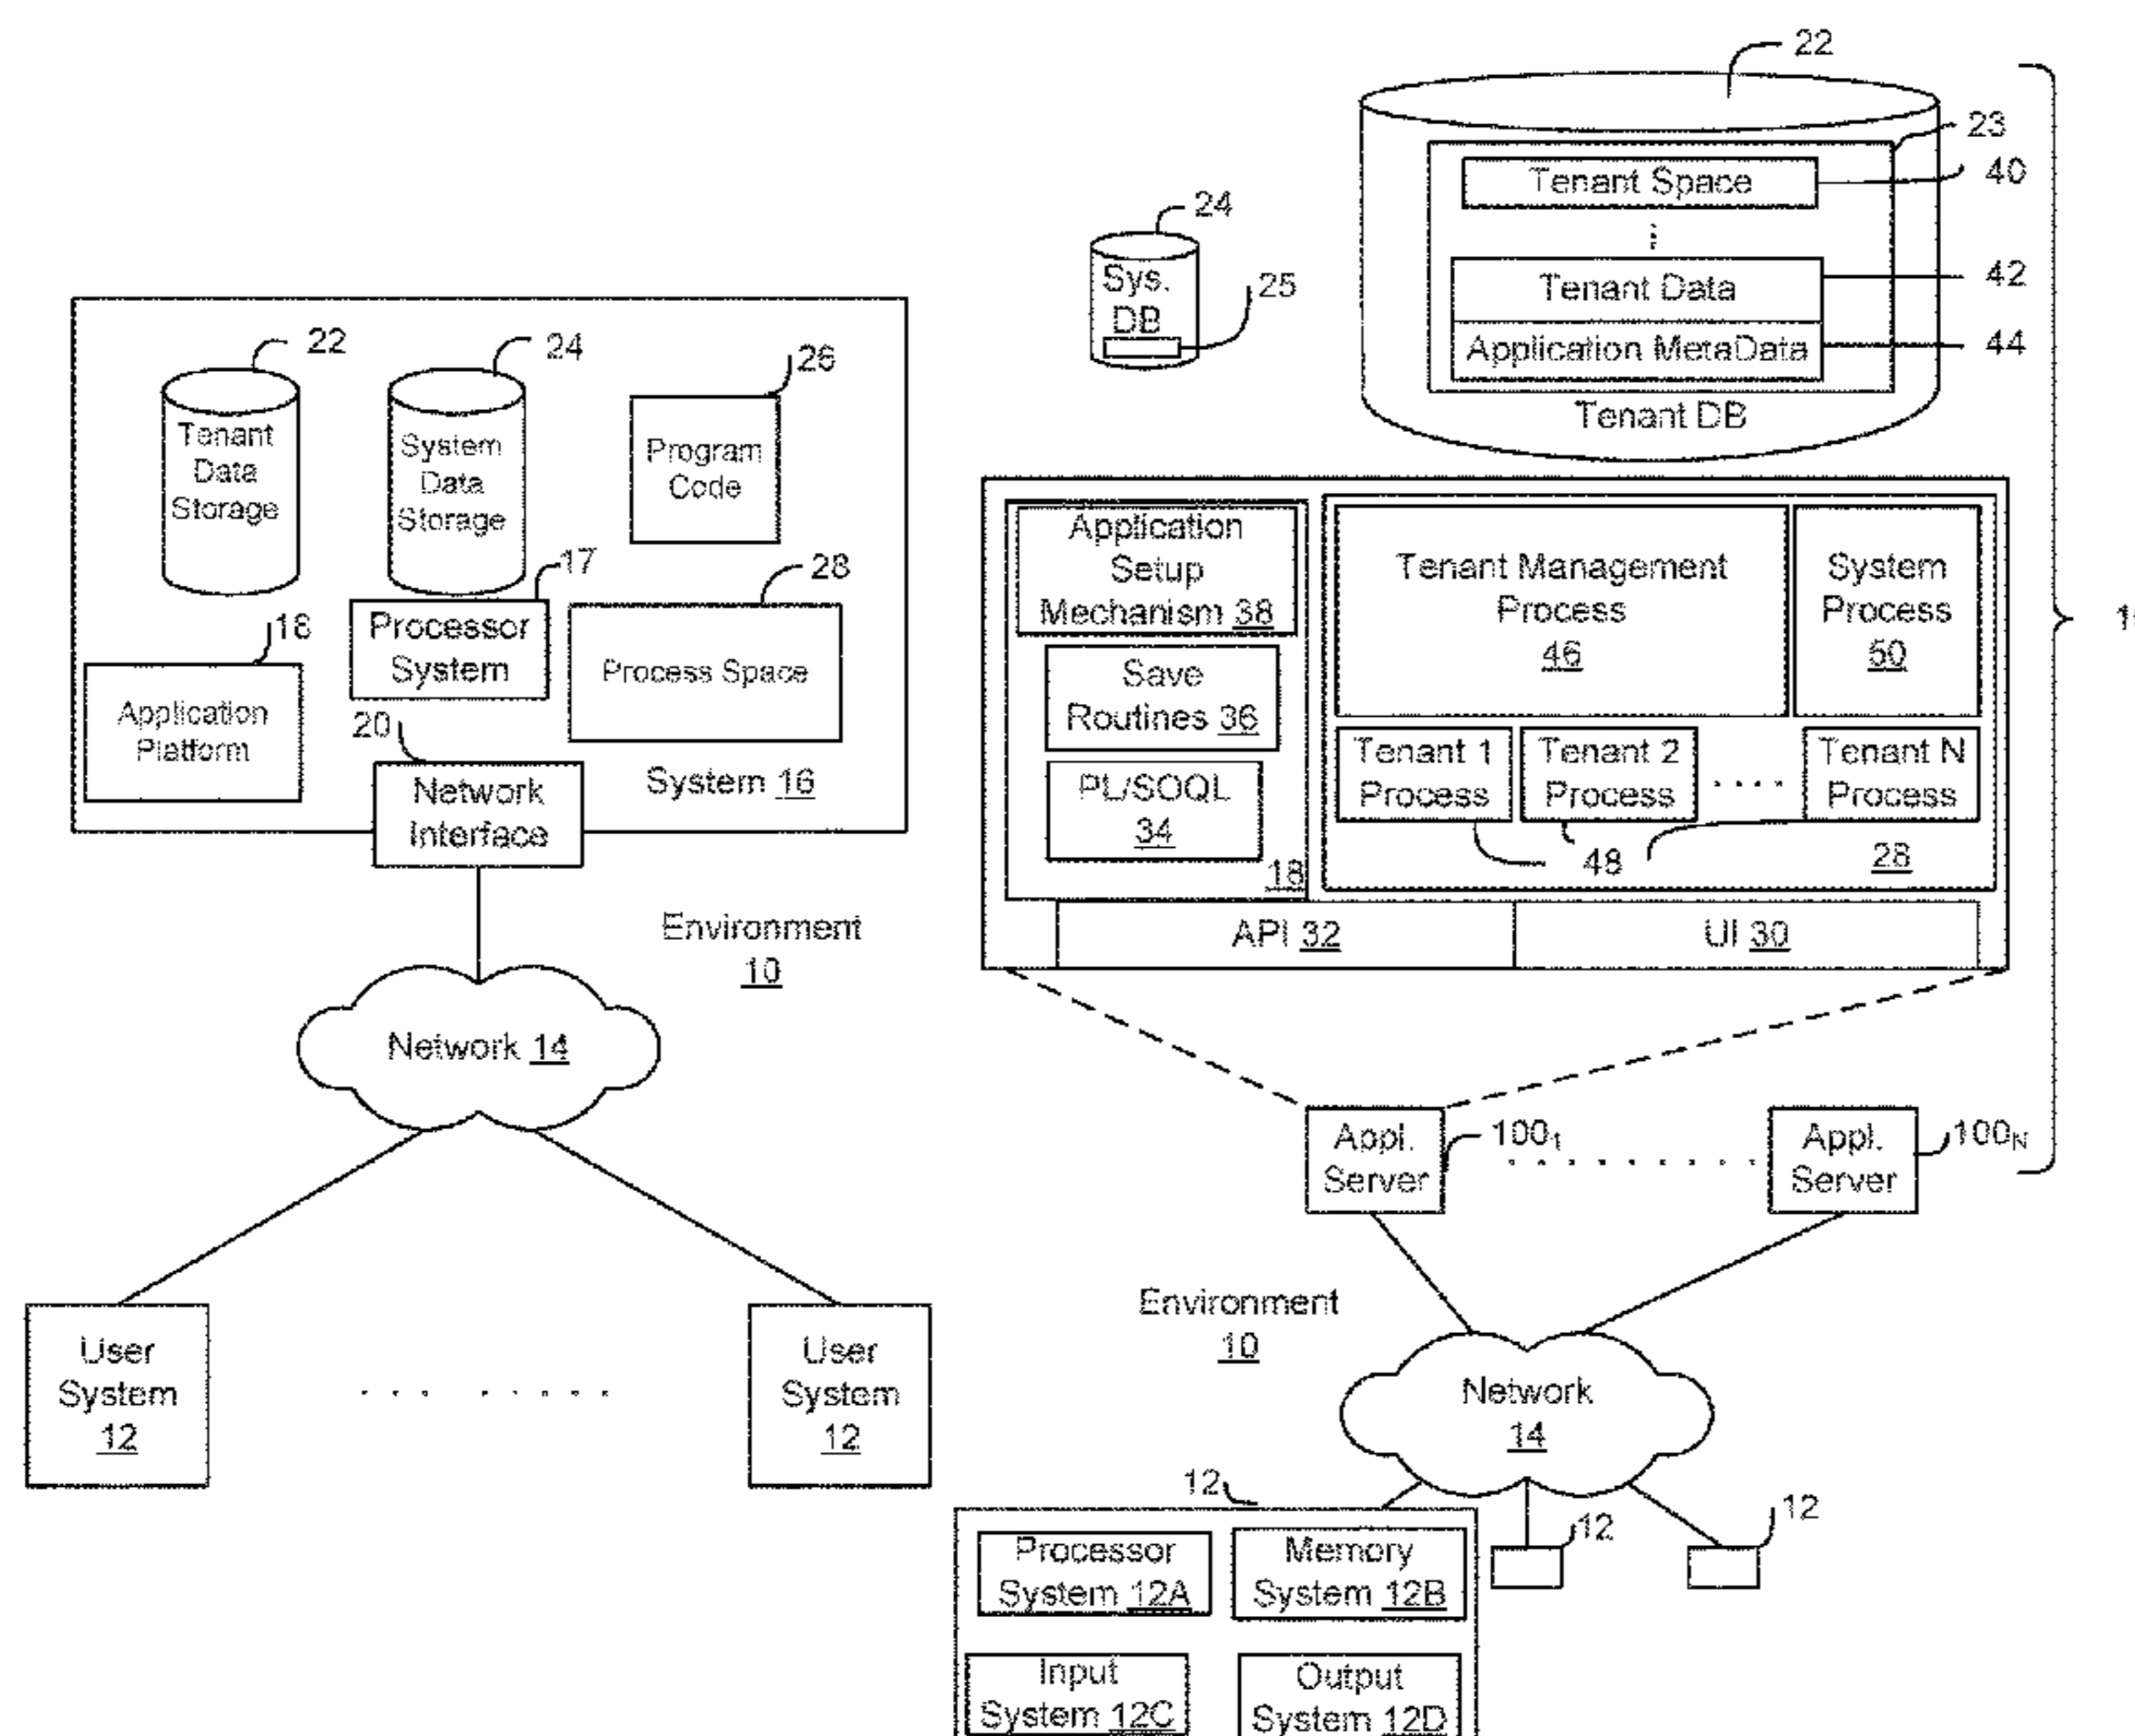 22
24
26
Tenant
Data
Storage
System
Data
Storage
Program
Code
17
28
18
Processor
System
Process Space
Application
Platform
20
Network
Interface
System 16
Environment
10
Network 14
User
System
12
User
System
12
22
23
Tenant Space
40
24
Sys.
DB
25
Tenant Data
42
Application MetaData
44
Tenant DB
Application
Setup
Mechanism 38
Tenant Management
Process
46
System
Process
50
Save
Routines 36
PL/SOQL
34
18
Tenant 1
Process
Tenant 2
Process
Tenant N
Process
48
28
API 32
UI 30
Appl.
Server
100₁
Appl.
Server
100N
Environment
10
Network
14
12
12
12
Processor
System 12A
Memory
System 12B
Input
System 12C
Output
System 12D